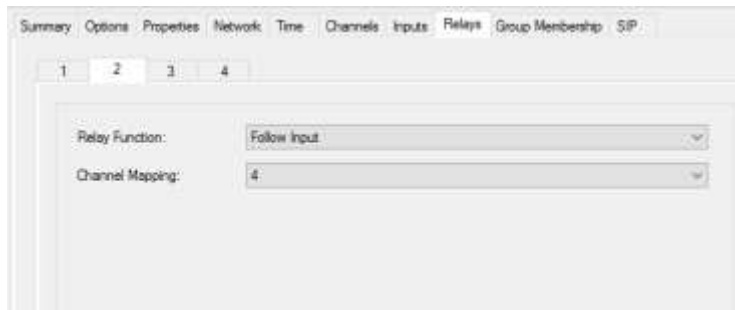 Summary Options Properties Network Time Channels Inputs Relays Group Membership SIP
1 2 3 4
Relay Function: Follow Input
Channel Mapping: 4